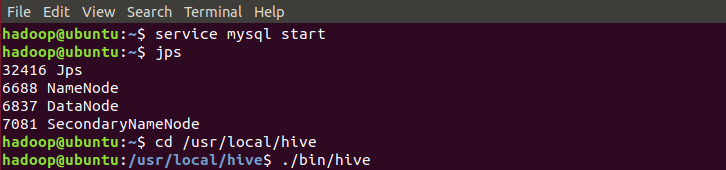 File Edit View Search Terminal Help
hadoop@ubuntu:~$ service mysql start
hadoop@ubuntu:~$ jps
32416 Jps
6688 NameNode
6837 DataNode
7081 SecondaryNameNode
hadoop@ubuntu:~$ cd /usr/local/hive
hadoop@ubuntu:/usr/local/hive$ ./bin/hive